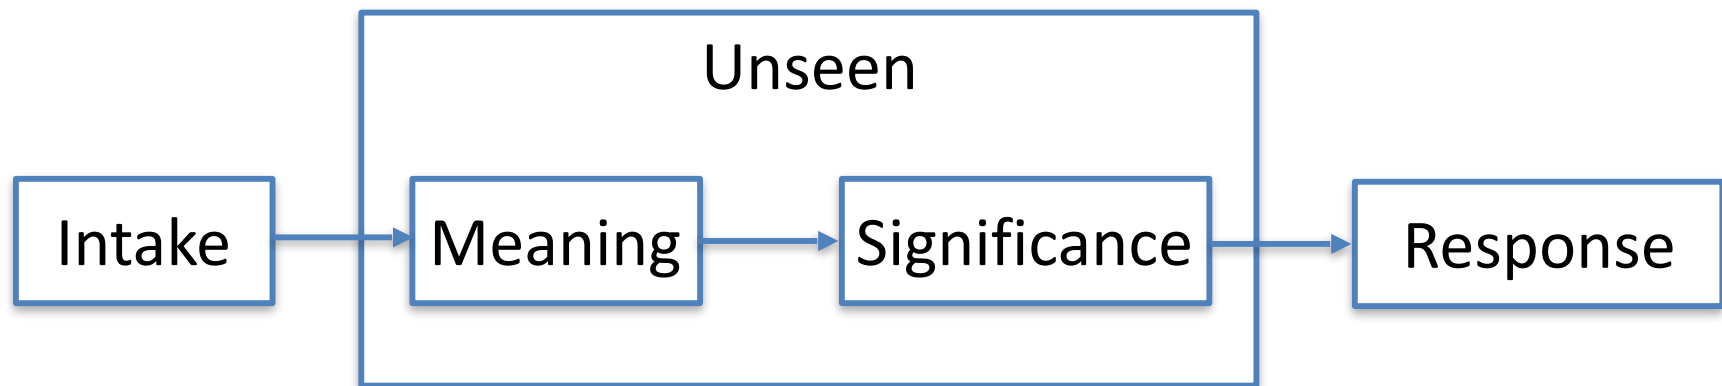 Unseen
Intake
Meaning
Significance
Response